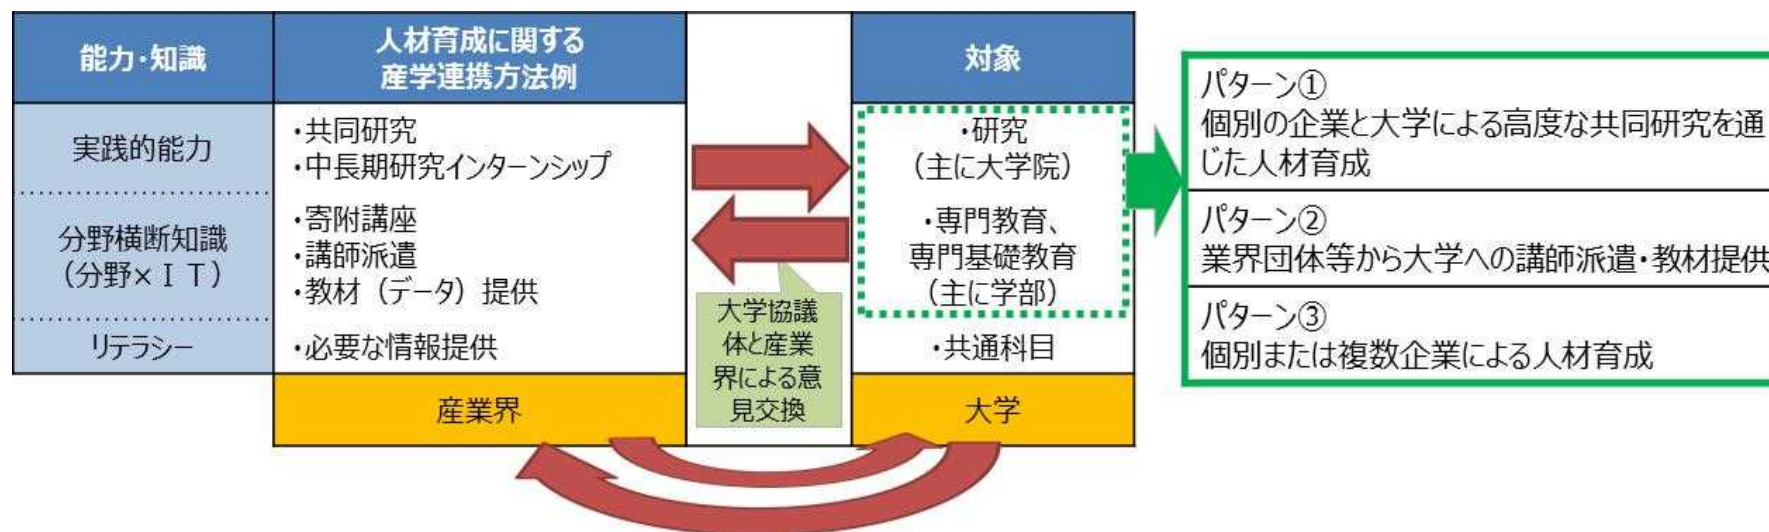 能力・知識
人材育成に関する
産学連携方法例
対象
実践的能力
・共同研究
・中長期研究インターンシップ
・研究
（主に大学院）
分野横断知識
（分野×ＩＴ）
・寄附講座
・講師派遣
・教材（データ）提供
・専門教育、
専門基礎教育
（主に学部）
リテラシー
・必要な情報提供
・共通科目
大学協議
体と産業
界による意
見交換
産業界
大学
パターン①
個別の企業と大学による高度な共同研究を通
じた人材育成
パターン②
業界団体等から大学への講師派遣・教材提供
パターン③
個別または複数企業による人材育成